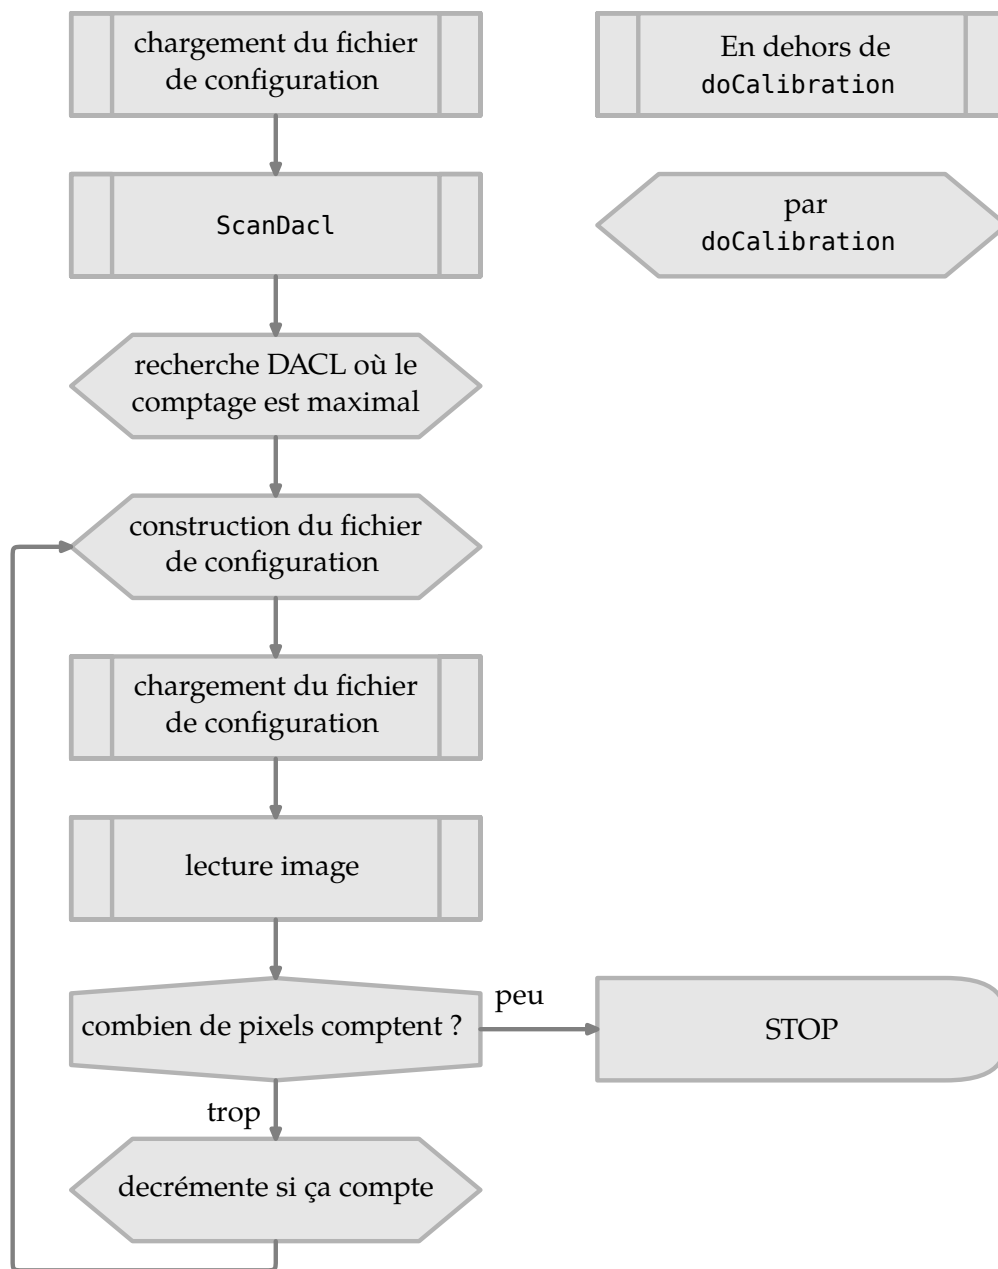 chargement du fichier
de configuration
En dehors de
doCalibration
ScanDacl
par
doCalibration
recherche DACL où le
comptage est maximal
construction du fichier
de configuration
chargement du fichier
de configuration
lecture image
combien de pixels comptent ?
peu
STOP
trop
decrémente si ça compte